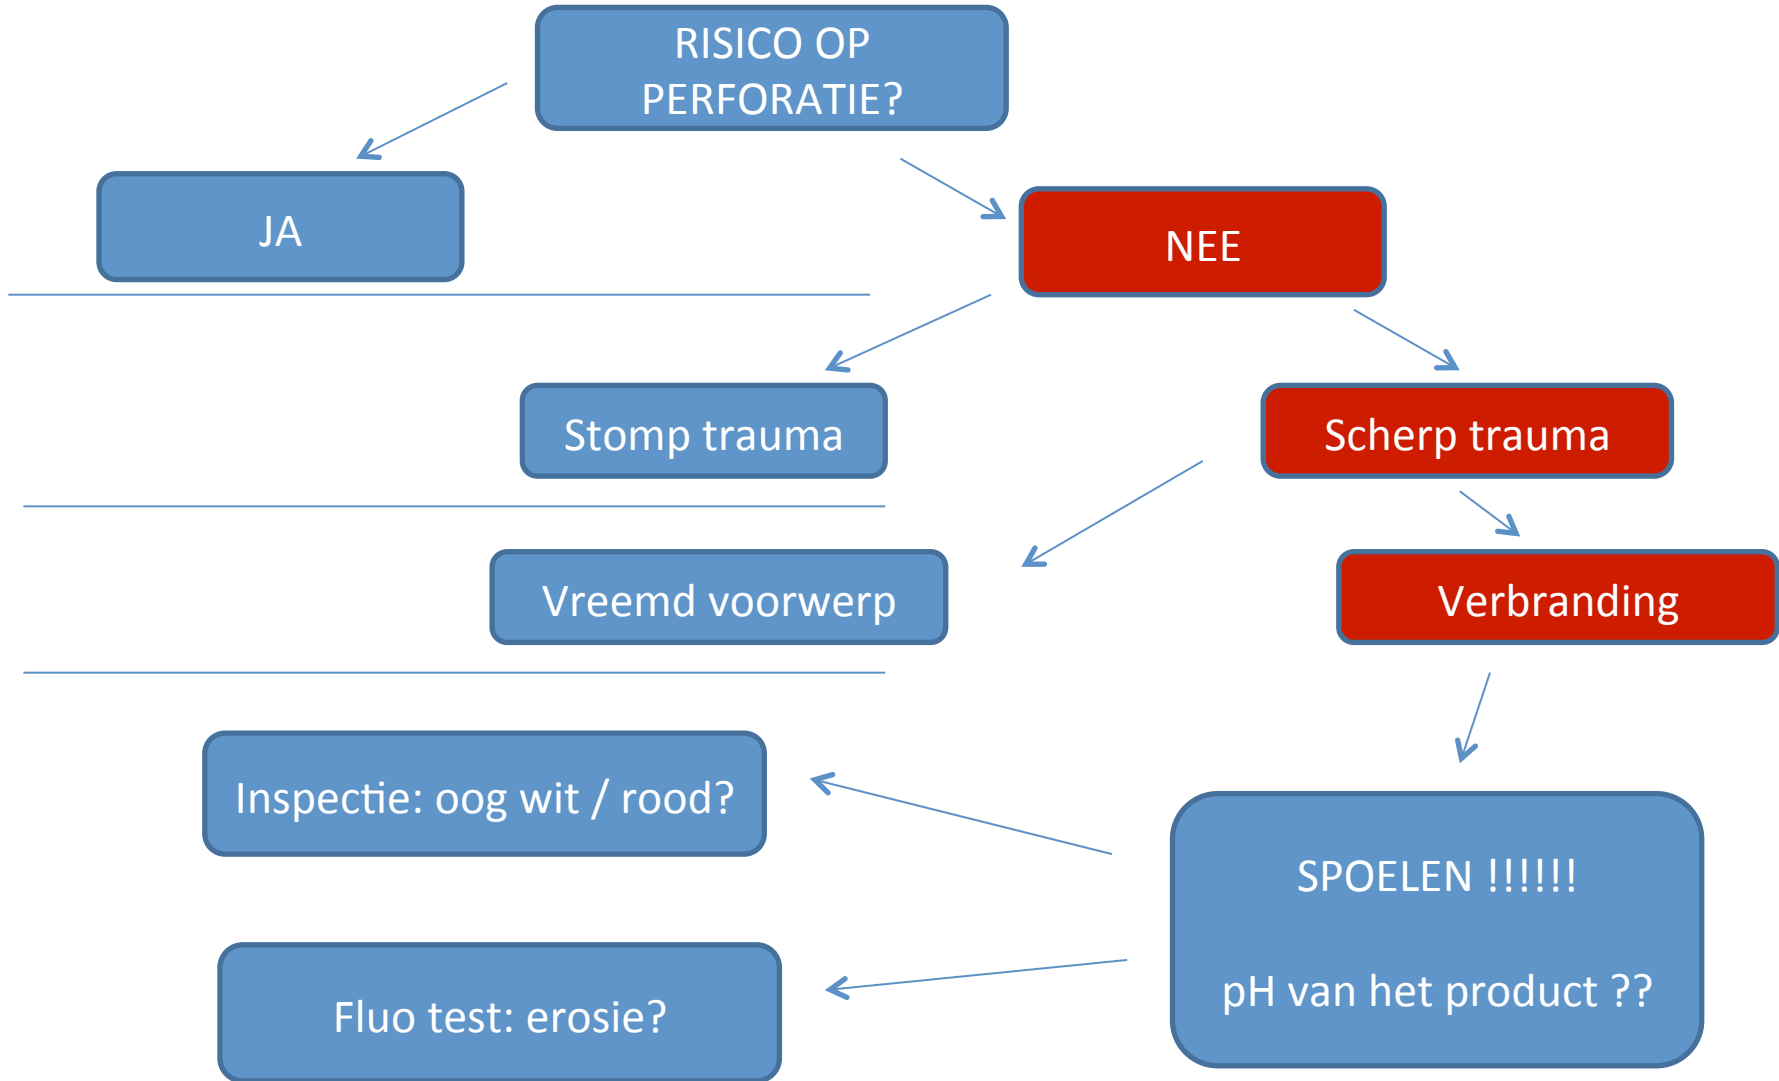 RISICO OP
PERFORATIE?
JA
NEE
Stomp trauma
Scherp trauma
Vreemd voorwerp
Verbranding
Inspectie: oog wit / rood?
SPOELEN !!!!!!
pH van het product ??
Fluo test: erosie?